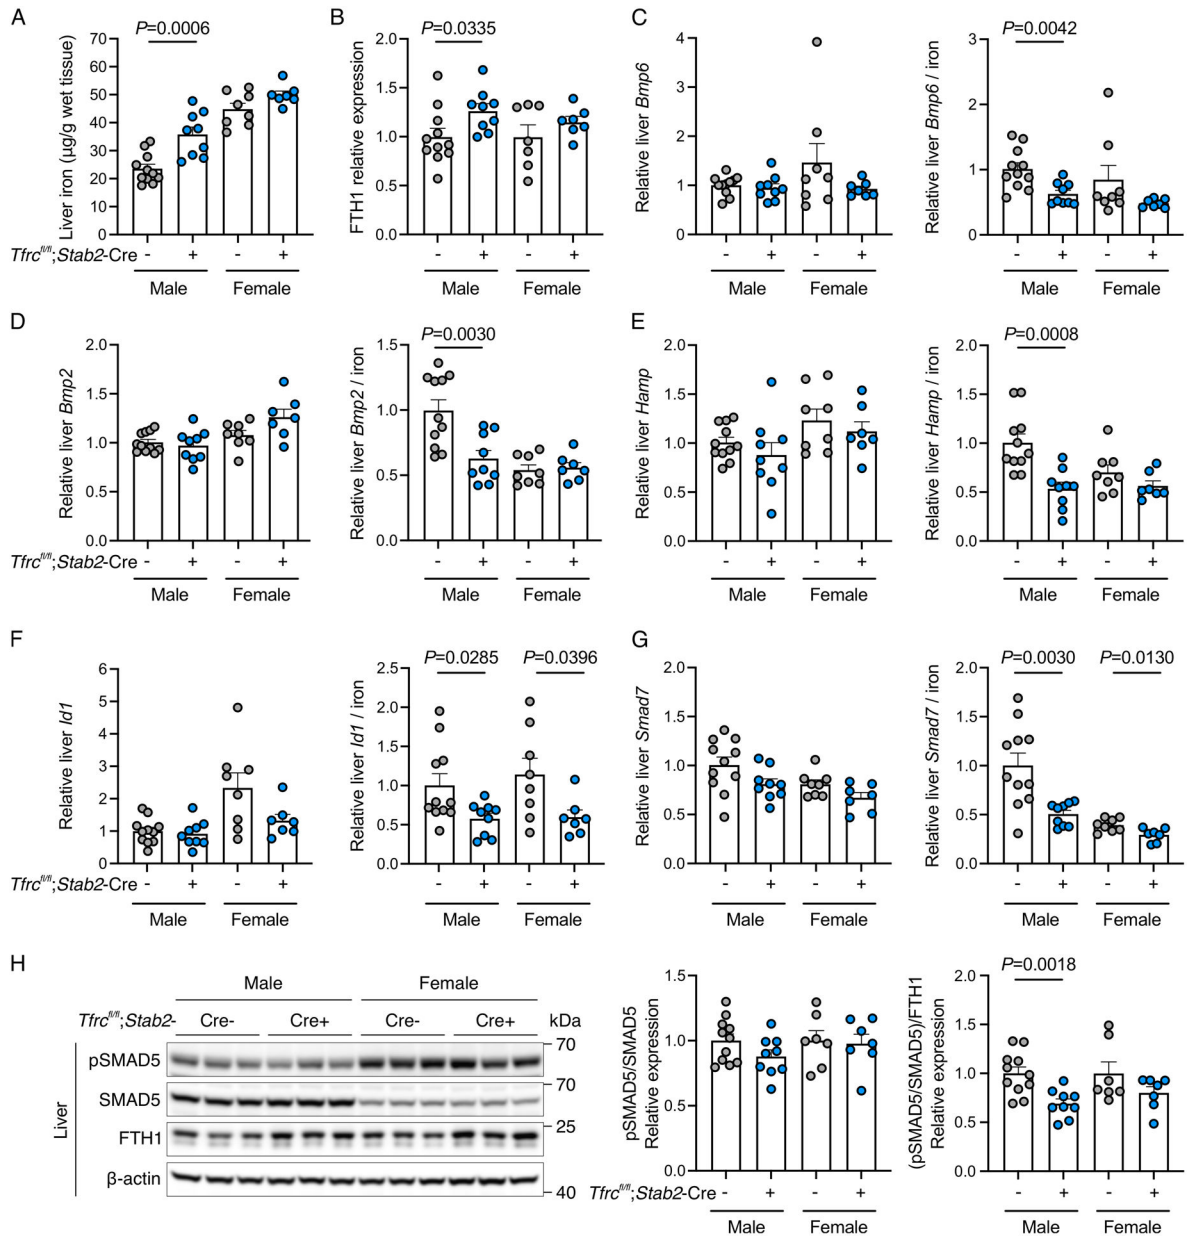 A
P=0.0006
Liver iron (μg/g wet tissue)
70
60
50
40
30
20
10
0
Tfrc^fl/fl;Stab2-Cre - + - +
Male Female
B
P=0.0335
FTH1 relative expression
2.0
1.5
1.0
0.5
0.0
- + - +
Male Female
C
Relative liver Bmp6
4
3
2
1
0
- + - +
Male Female
P=0.0042
Relative liver Bmp6 / iron
3
2
1
0
- + - +
Male Female
D
Relative liver Bmp2
2.0
1.5
1.0
0.5
0.0
Tfrc^fl/fl;Stab2-Cre - + - +
Male Female
P=0.0030
Relative liver Bmp2 / iron
1.5
1.0
0.5
0.0
- + - +
Male Female
E
Relative liver Hamp
2.0
1.5
1.0
0.5
0.0
- + - +
Male Female
P=0.0008
Relative liver Hamp / iron
2.0
1.5
1.0
0.5
0.0
- + - +
Male Female
F
Relative liver Id1
6
5
4
3
2
1
0
Tfrc^fl/fl;Stab2-Cre - + - +
Male Female
P=0.0285 P=0.0396
Relative liver Id1 / iron
2.5
2.0
1.5
1.0
0.5
0.0
- + - +
Male Female
G
Relative liver Smad7
2.0
1.5
1.0
0.5
0.0
- + - +
Male Female
P=0.0030 P=0.0130
Relative liver Smad7 / iron
2.0
1.5
1.0
0.5
0.0
- + - +
Male Female
H
Male Female
Tfrc^fl/fl;Stab2- Cre- Cre+ Cre- Cre+ kDa
Liver
pSMAD5 70
SMAD5 70
FTH1 25
β-actin 40
pSMAD5/SMAD5
Relative expression
1.5
1.0
0.5
0.0
Tfrc^fl/fl;Stab2-Cre - + - +
Male Female
P=0.0018
(pSMAD5/SMAD5)/FTH1
Relative expression
2.0
1.5
1.0
0.5
0.0
- + - +
Male Female